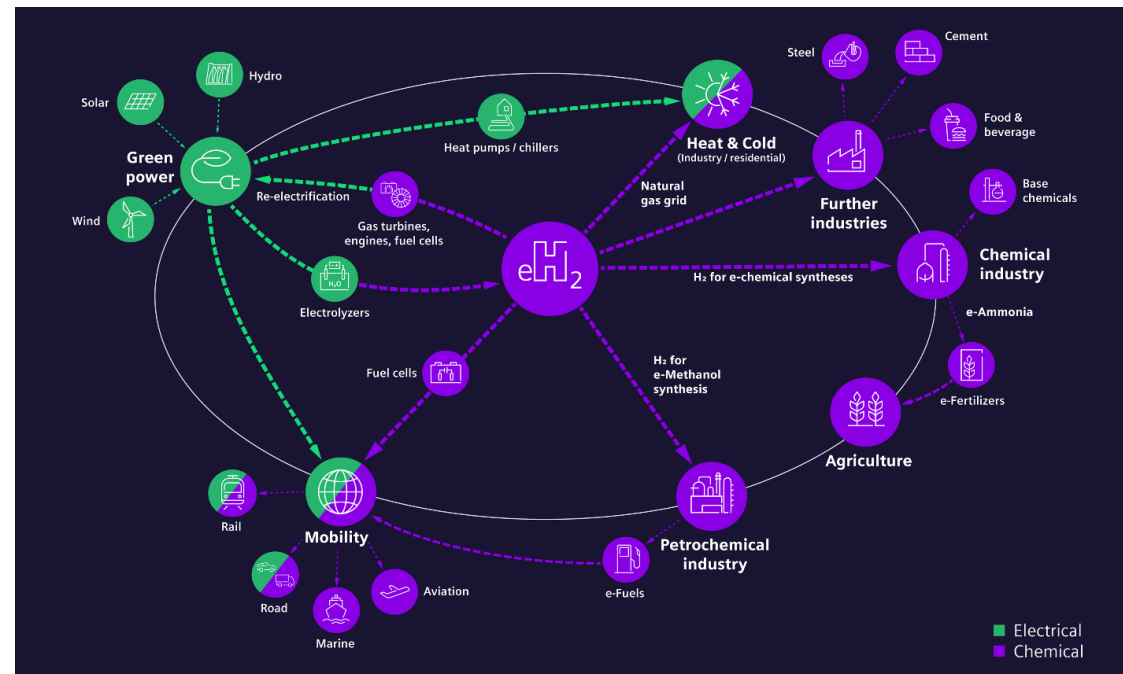 Hydro
Solar
Green
power
Wind
Heat pumps / chillers
Heat & Cold
(Industry / residential)
Steel
Cement
Food &
beverage
Further
industries
Re-electrification
Gas turbines,
engines, fuel cells
Natural
gas grid
Base
chemicals
Chemical
industry
eH₂
H₂ for e-chemical syntheses
H₂O
Electrolyzers
e-Ammonia
Fuel cells
H₂ for
e-Methanol
synthesis
e-Fertilizers
Agriculture
Rail
Mobility
Petrochemical
industry
e-Fuels
Road
Marine
Aviation
Electrical
Chemical